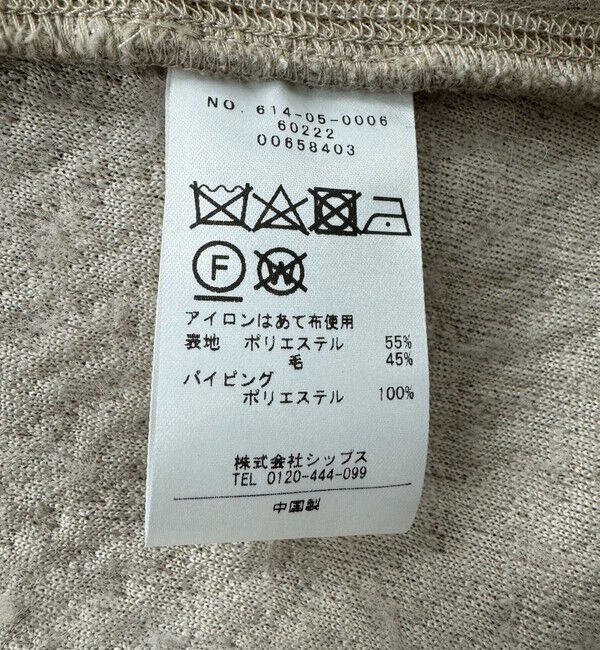 NO. 614-05-0006
60222
00658403
F W
アイロンはあて布使用
表地 ポリエステル 55%
毛 45%
パイピング
ポリエステル 100%
株式会社シップス
TEL 0120-444-099
中国製